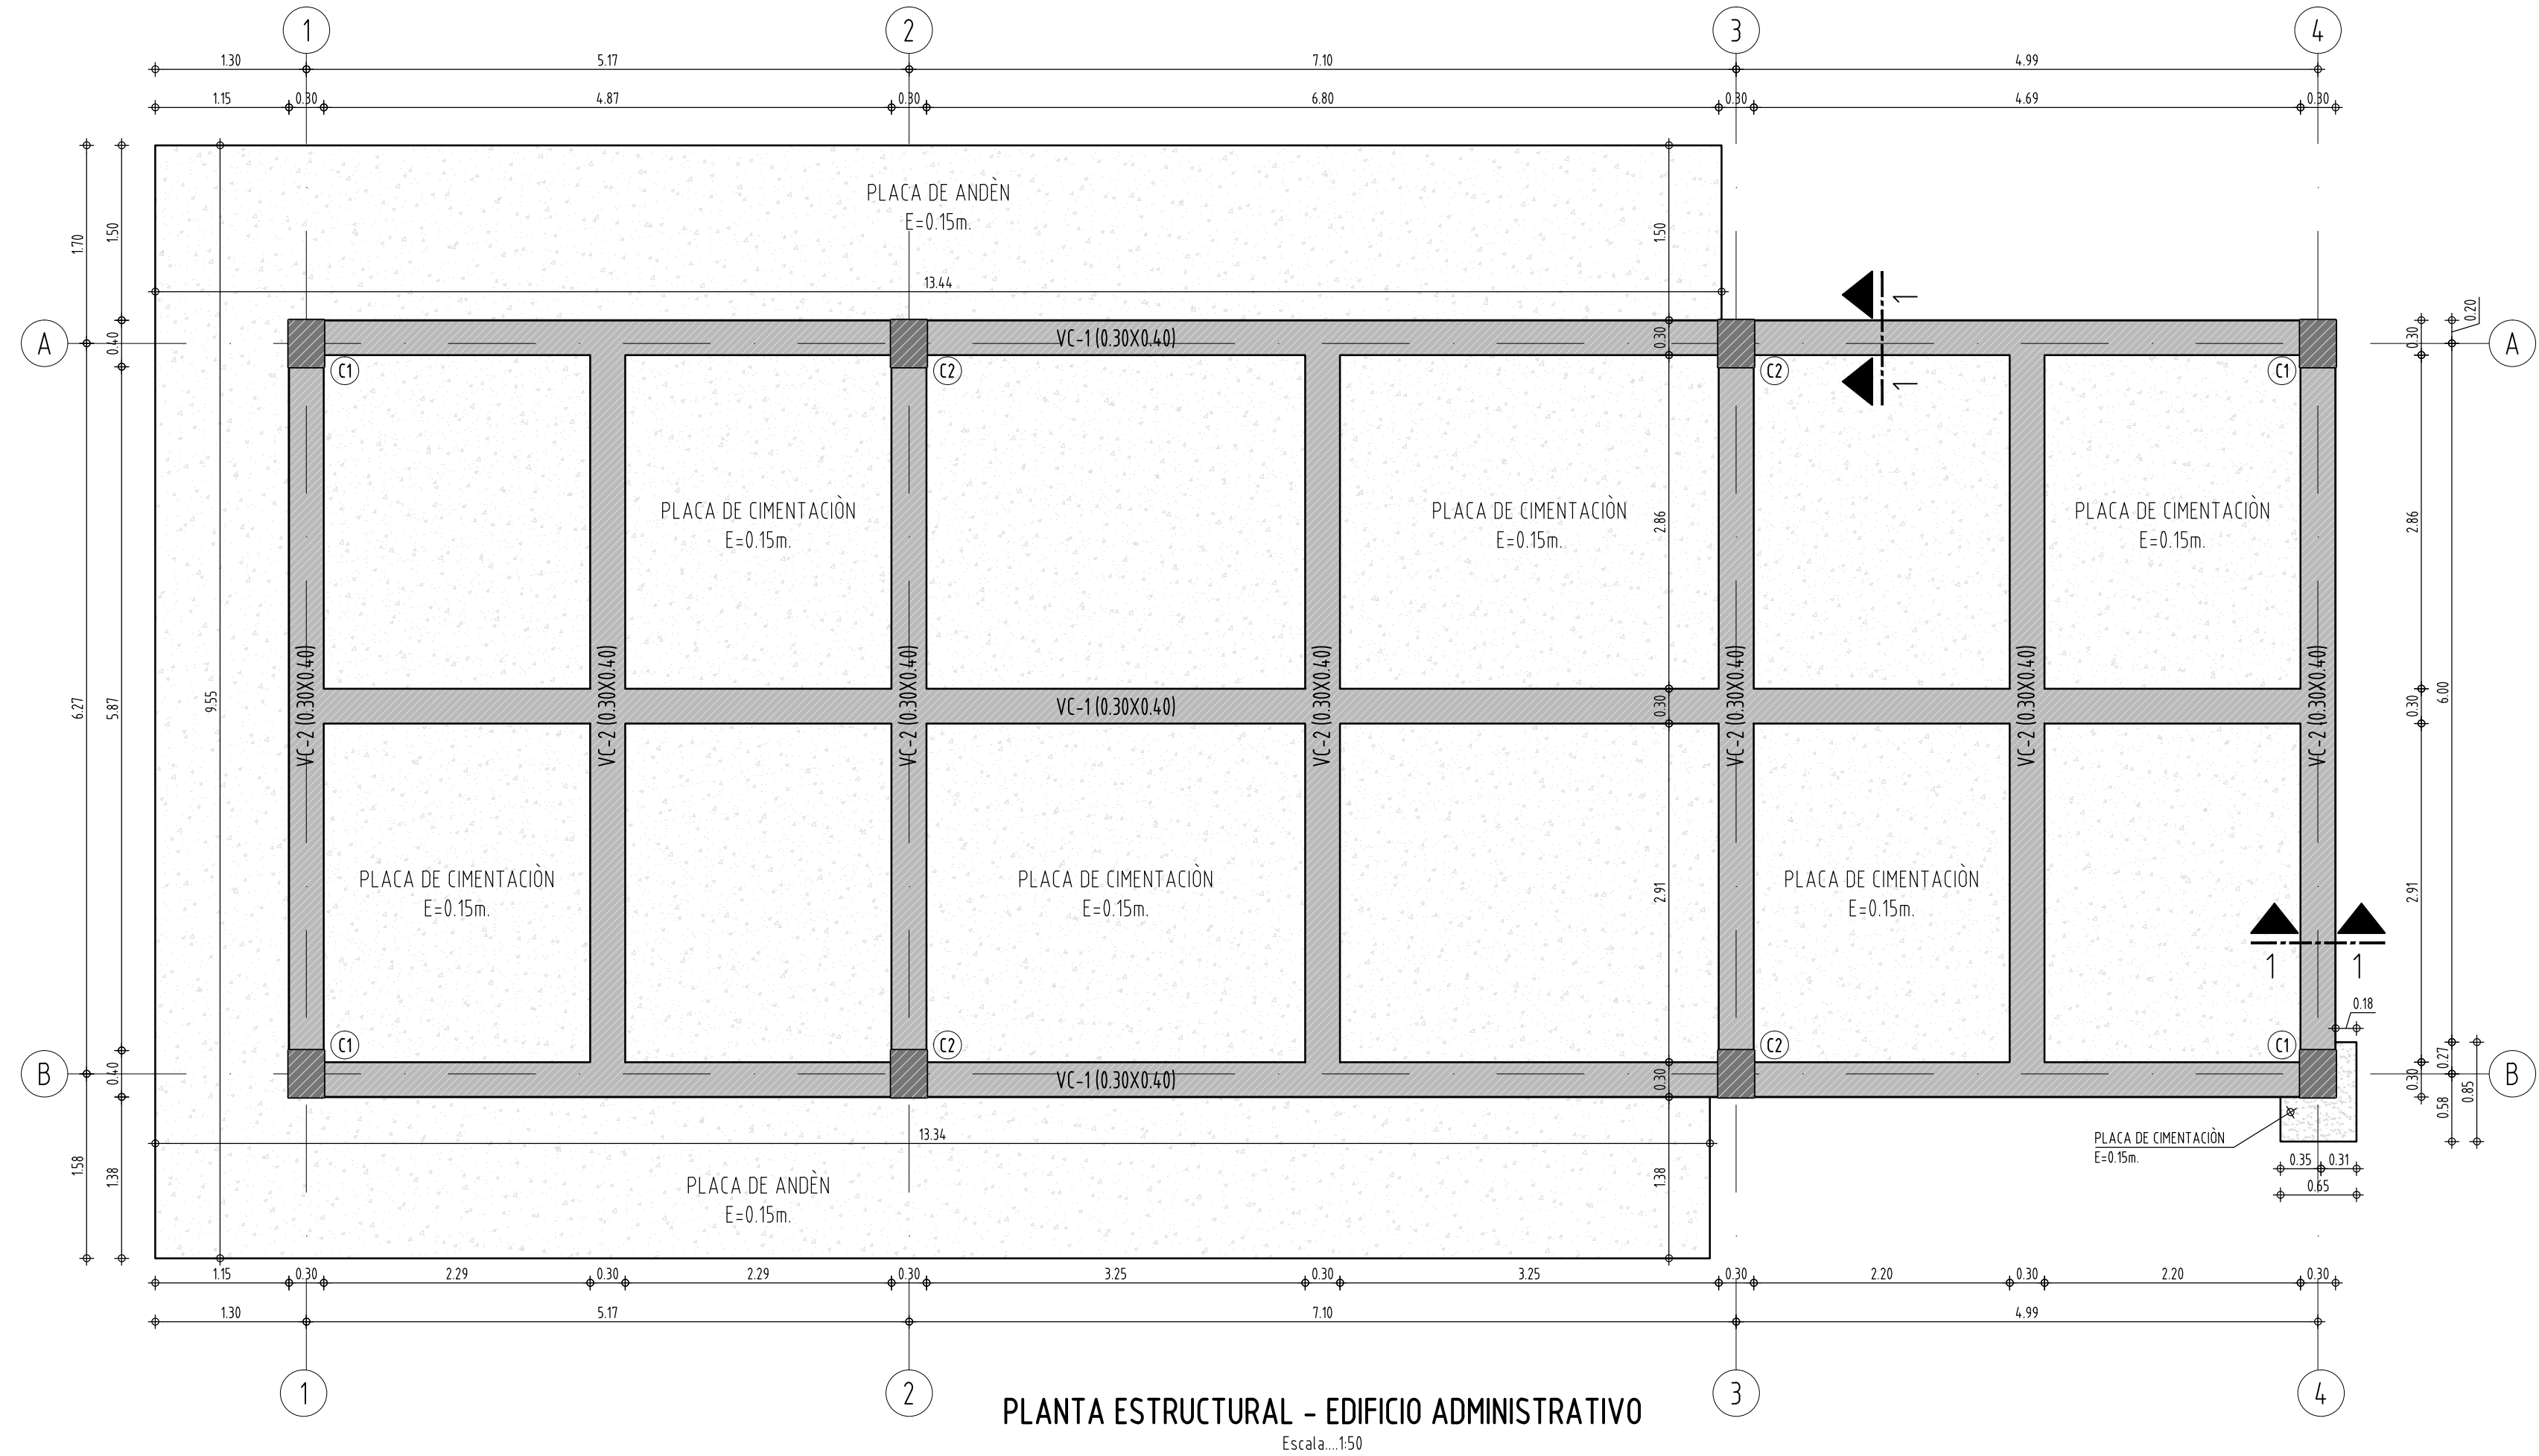 1 2 3 4
1.30 5.17 7.10 4.99
1.15 0.30 4.87 0.30 6.80 0.30 4.69 0.30
PLACA DE ANDÈN
E=0.15m.
1.70 1.50 1.50
13.44
1
0.20
A 0.40 VC-1 (0.30X0.40) 0.30 0.30 A
C1 C2 C2 1 C1
PLACA DE CIMENTACIÒN
E=0.15m.
PLACA DE CIMENTACIÒN
E=0.15m.
PLACA DE CIMENTACIÒN
E=0.15m.
2.86 2.86
6.27 5.87 9.55
VC-2 (0.30X0.40)
VC-2 (0.30X0.40)
VC-2 (0.30X0.40)
VC-2 (0.30X0.40)
VC-2 (0.30X0.40)
VC-2 (0.30X0.40)
VC-2 (0.30X0.40)
VC-1 (0.30X0.40)
0.30 0.30 6.00
PLACA DE CIMENTACIÒN
E=0.15m.
PLACA DE CIMENTACIÒN
E=0.15m.
PLACA DE CIMENTACIÒN
E=0.15m.
2.91 2.91
1 1
0.18
C1 C2 C2 C1
B 0.40 VC-1 (0.30X0.40) 0.30 0.30 0.27 B
0.58 0.85
13.34
PLACA DE CIMENTACIÒN
E=0.15m.
0.35 0.31
0.65
1.58 1.38 1.38
PLACA DE ANDÈN
E=0.15m.
1.15 0.30 2.29 0.30 2.29 0.30 3.25 0.30 3.25 0.30 2.20 0.30 2.20 0.30
1.30 5.17 7.10 4.99
1 2 3 4
PLANTA ESTRUCTURAL - EDIFICIO ADMINISTRATIVO
Escala....1:50